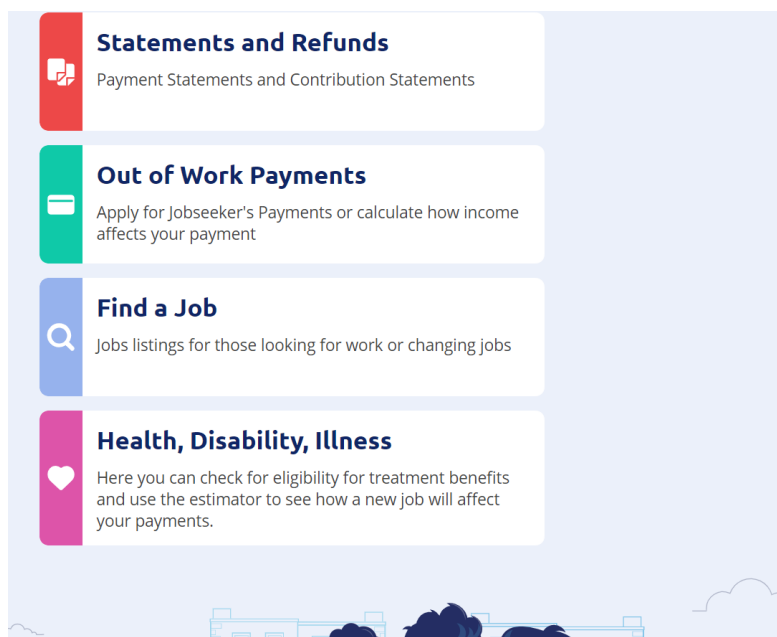 Statements and Refunds
Payment Statements and Contribution Statements
Out of Work Payments
Apply for Jobseeker's Payments or calculate how income
affects your payment
Find a Job
Jobs listings for those looking for work or changing jobs
Health, Disability, Illness
Here you can check for eligibility for treatment benefits
and use the estimator to see how a new job will affect
your payments.